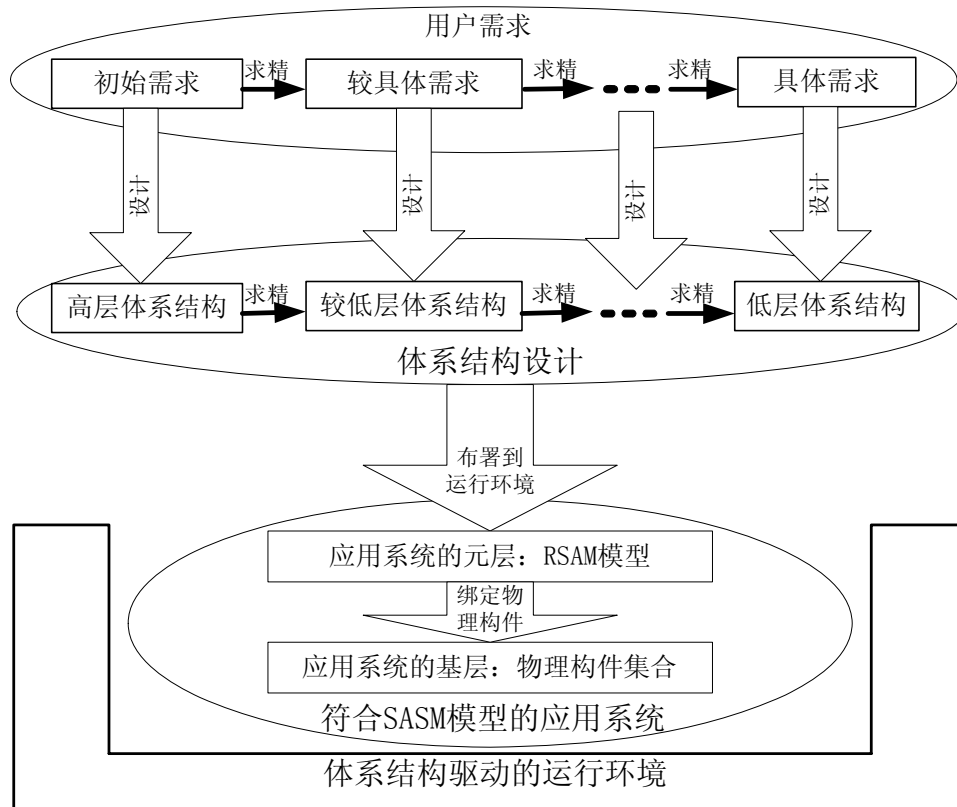 用户需求
初始需求
求精
较具体需求
求精
求精
具体需求
设计
设计
设计
设计
高层体系结构
求精
较低层体系结构
求精
求精
低层体系结构
体系结构设计
布署到
运行环境
应用系统的元层：RSAM模型
绑定物
理构件
应用系统的基层：物理构件集合
符合SASM模型的应用系统
体系结构驱动的运行环境